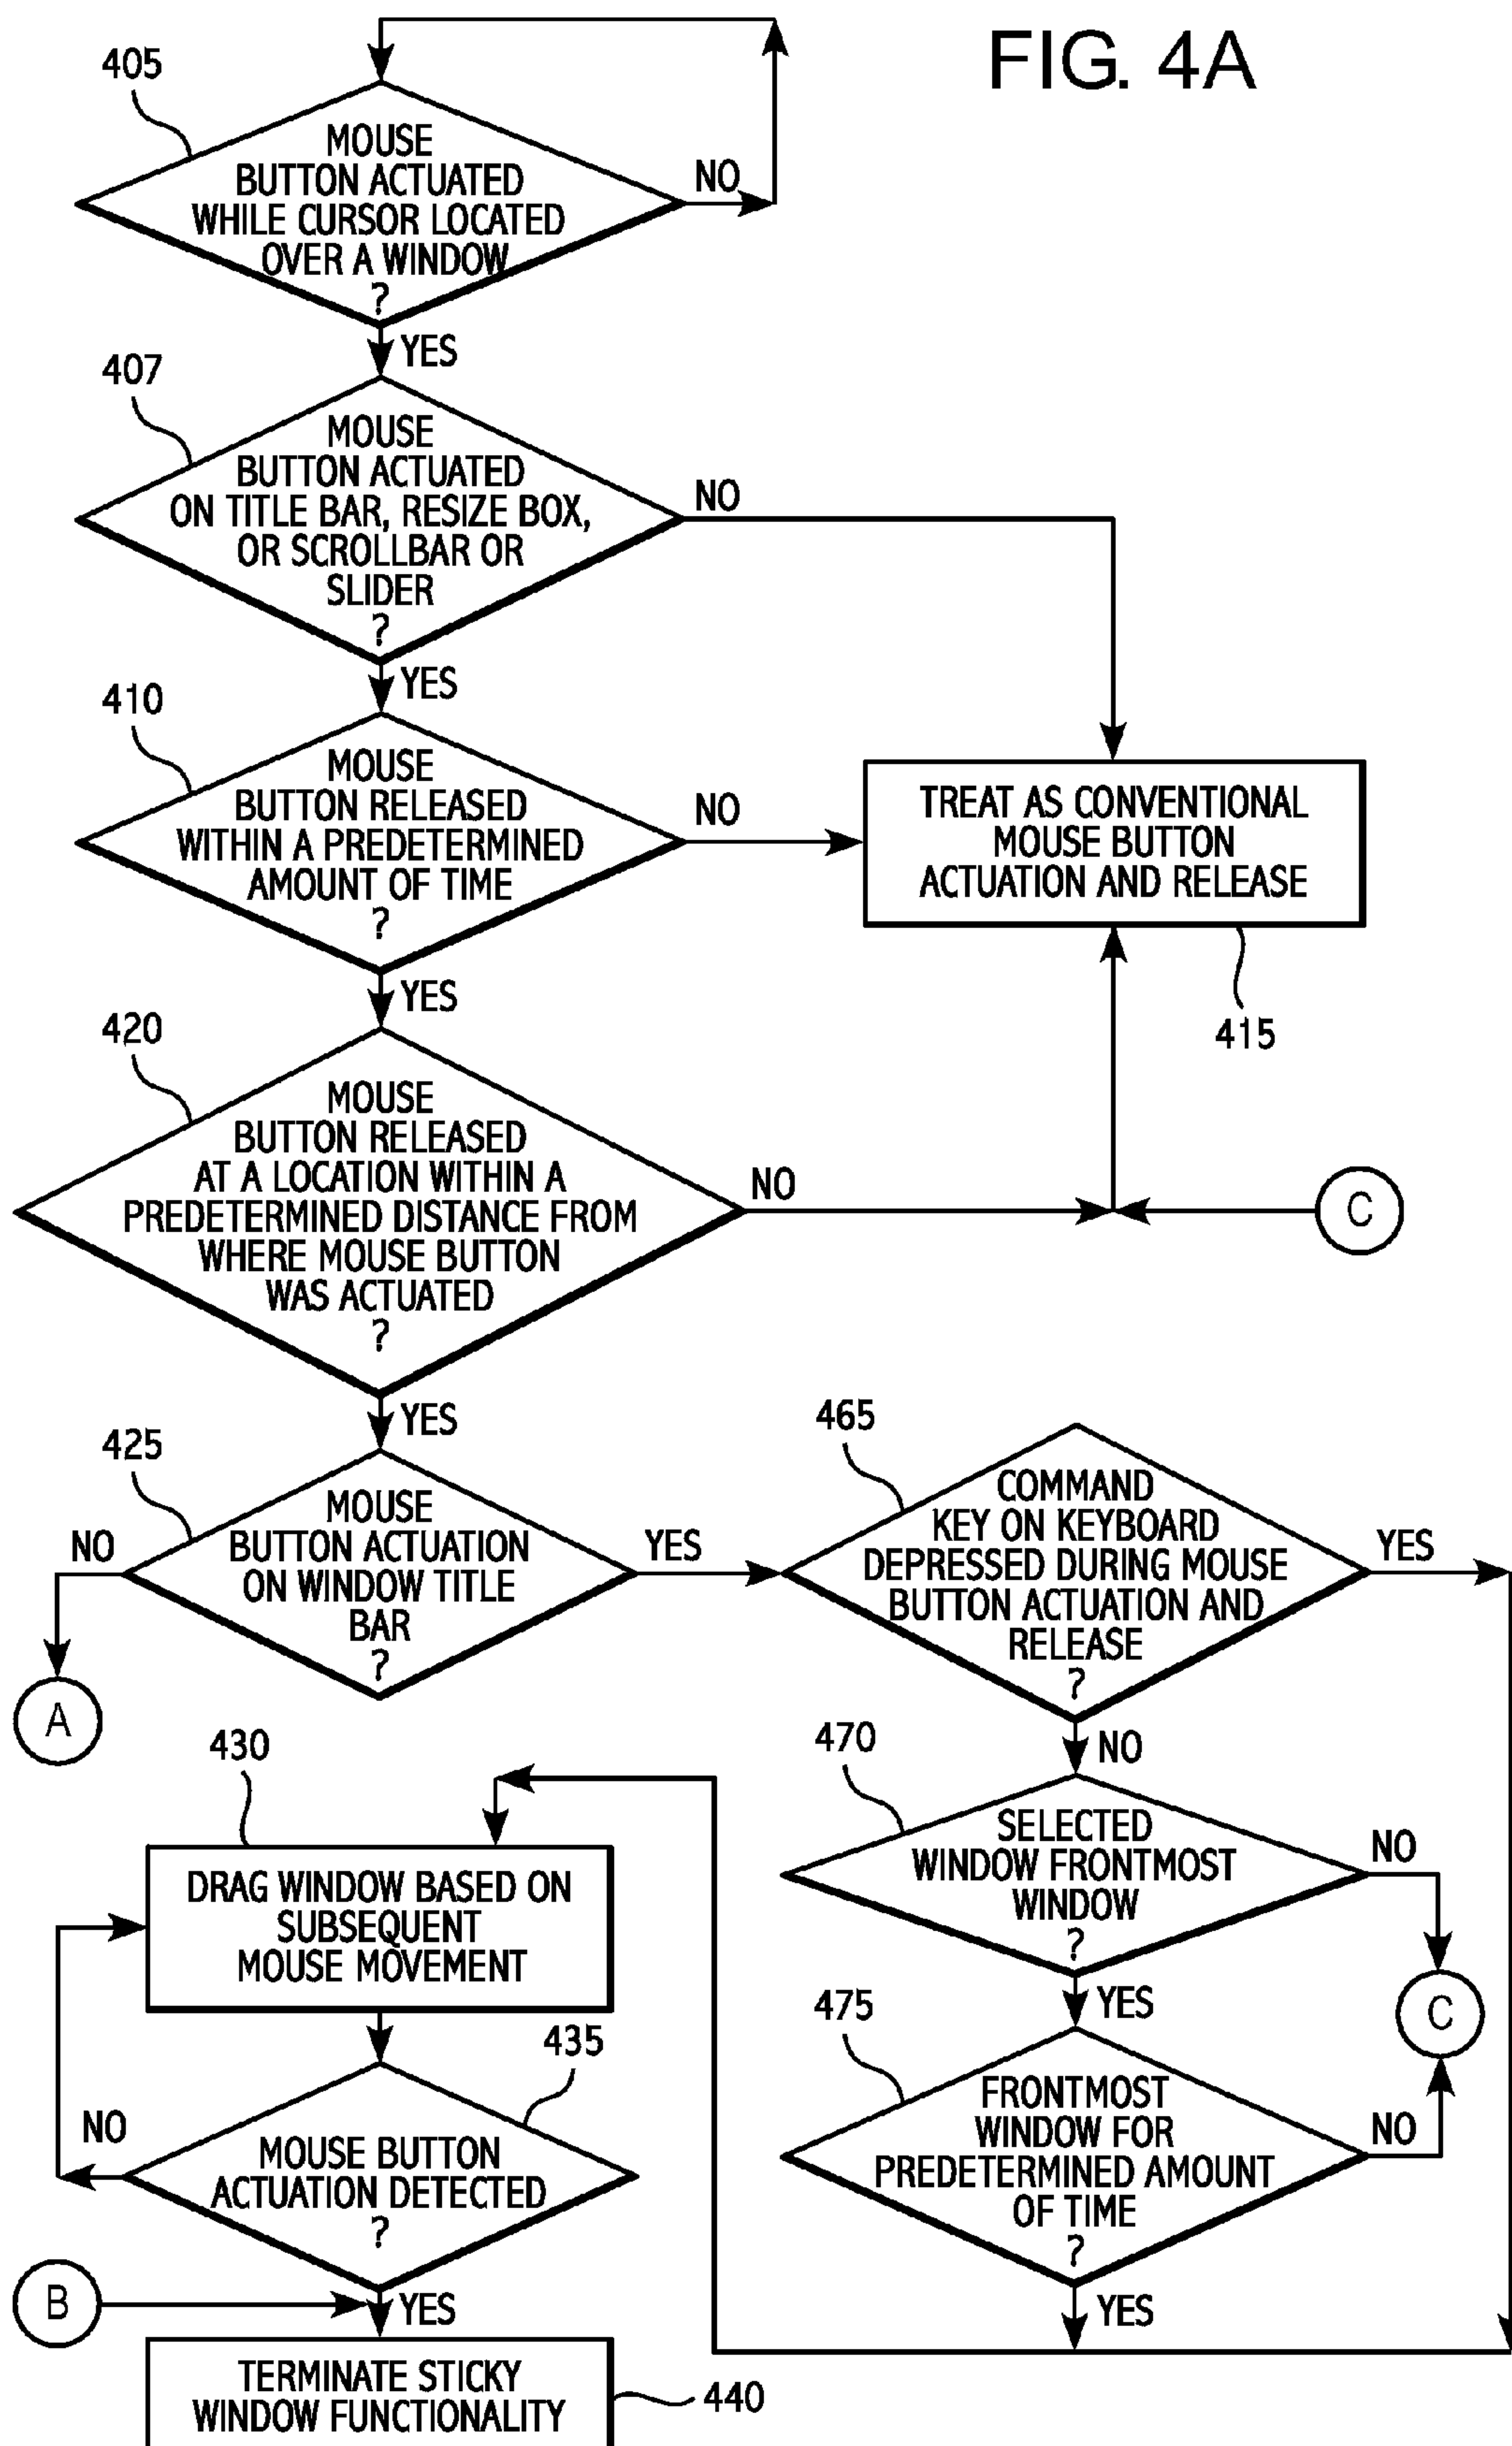 FIG. 4A
405
MOUSE
BUTTON ACTUATED
WHILE CURSOR LOCATED
OVER A WINDOW
?
NO
YES
407
MOUSE
BUTTON ACTUATED
ON TITLE BAR, RESIZE BOX,
OR SCROLLBAR OR
SLIDER
?
NO
YES
410
MOUSE
BUTTON RELEASED
WITHIN A PREDETERMINED
AMOUNT OF TIME
?
NO
TREAT AS CONVENTIONAL
MOUSE BUTTON
ACTUATION AND RELEASE
415
YES
420
MOUSE
BUTTON RELEASED
AT A LOCATION WITHIN A
PREDETERMINED DISTANCE FROM
WHERE MOUSE BUTTON
WAS ACTUATED
?
NO
C
YES
425
MOUSE
BUTTON ACTUATION
ON WINDOW TITLE
BAR
?
NO
A
YES
465
COMMAND
KEY ON KEYBOARD
DEPRESSED DURING MOUSE
BUTTON ACTUATION AND
RELEASE
?
YES
NO
470
SELECTED
WINDOW FRONTMOST
WINDOW
?
NO
C
YES
475
FRONTMOST
WINDOW FOR
PREDETERMINED AMOUNT
OF TIME
?
NO
YES
430
DRAG WINDOW BASED ON
SUBSEQUENT
MOUSE MOVEMENT
435
MOUSE BUTTON
ACTUATION DETECTED
?
NO
B
YES
TERMINATE STICKY
WINDOW FUNCTIONALITY
440